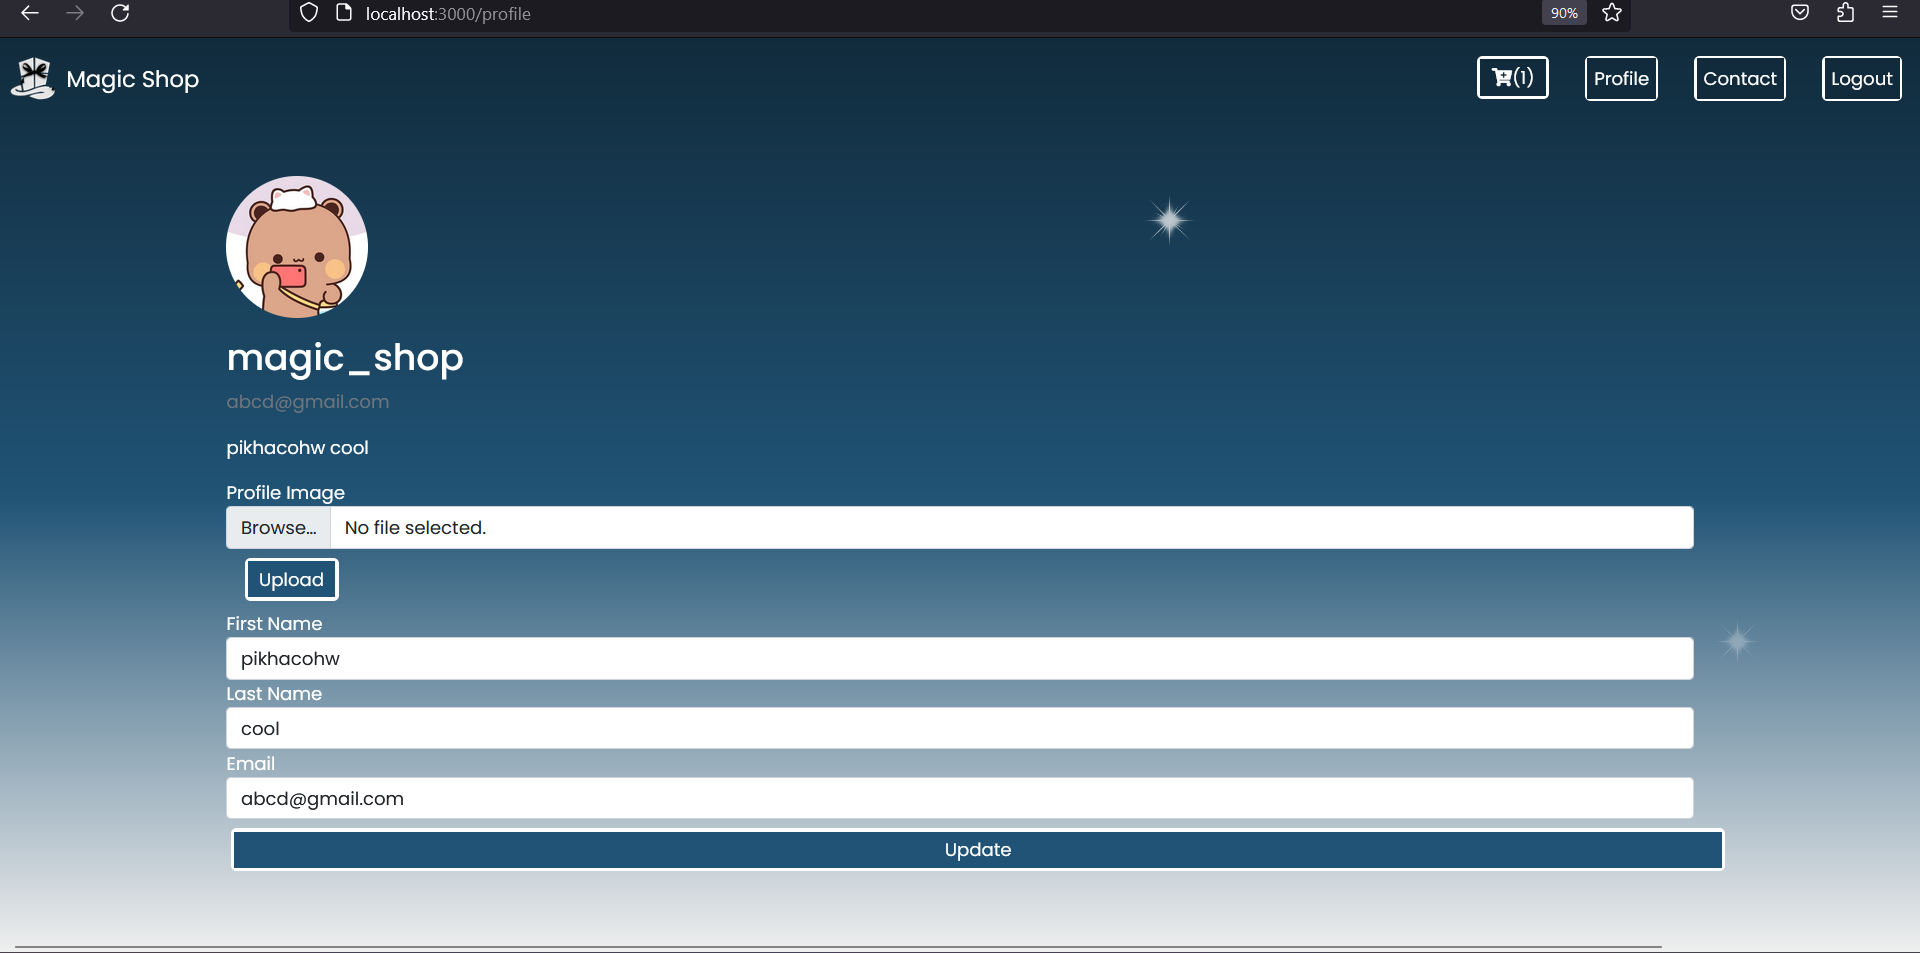 localhost:3000/profile
90%
Magic Shop
(1)
Profile
Contact
Logout
magic_shop
abcd@gmail.com
pikhacohw cool
Profile Image
Browse... No file selected.
Upload
First Name
pikhacohw
Last Name
cool
Email
abcd@gmail.com
Update